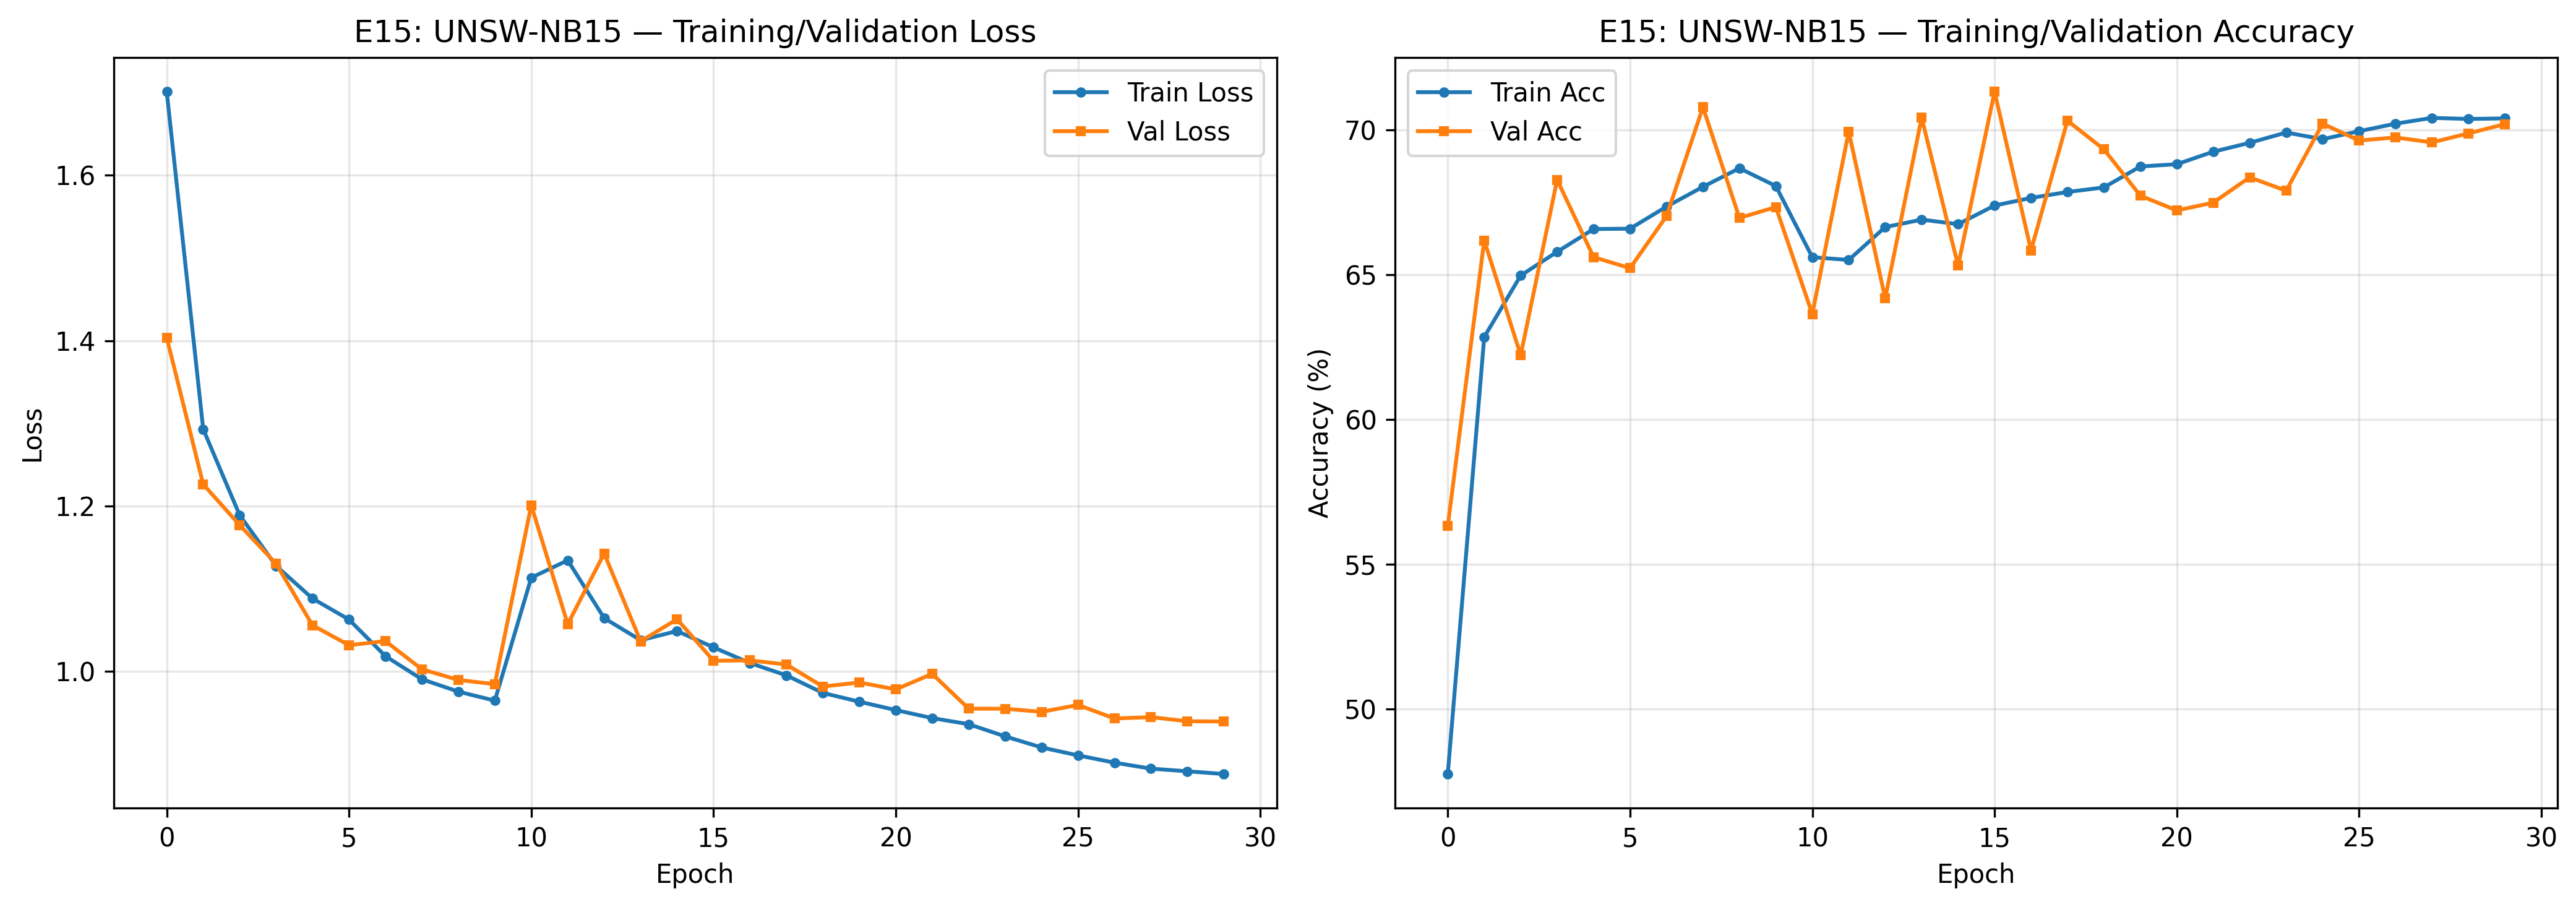 E15: UNSW-NB15 — Training/Validation Loss
Train Loss
Val Loss
1.6
1.4
1.2
1.0
Loss
0 5 10 15 20 25 30
Epoch
E15: UNSW-NB15 — Training/Validation Accuracy
Train Acc
Val Acc
70
65
60
55
50
Accuracy (%)
0 5 10 15 20 25 30
Epoch